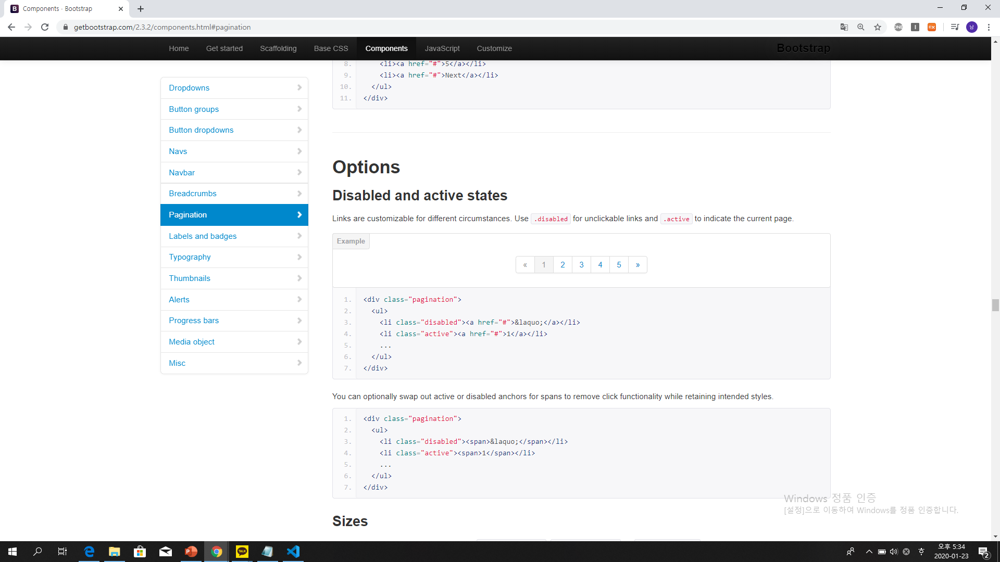 Components · Bootstrap
getbootstrap.com/2.3.2/components.html#pagination
ONE
남
Home Get started Scaffolding Base CSS Components JavaScript Customize Bootstrap
Dropdowns
Button groups
Button dropdowns
Navs
Navbar
Breadcrumbs
Pagination
Labels and badges
Typography
Thumbnails
Alerts
Progress bars
Media object
Misc
8. <li><a href="#">5</a></li>
9. <li><a href="#">Next</a></li>
10. </ul>
11. </div>
Options
Disabled and active states
Links are customizable for different circumstances. Use .disabled for unclickable links and .active to indicate the current page.
Example
« 1 2 3 4 5 »
1. <div class="pagination">
2. <ul>
3. <li class="disabled"><a href="#">&laquo;</a></li>
4. <li class="active"><a href="#">1</a></li>
5. ...
6. </ul>
7. </div>
You can optionally swap out active or disabled anchors for spans to remove click functionality while retaining intended styles.
1. <div class="pagination">
2. <ul>
3. <li class="disabled"><span>&laquo;</span></li>
4. <li class="active"><span>1</span></li>
5. ...
6. </ul>
7. </div>
Sizes
Windows 정품 인증
[설정]으로 이동하여 Windows를 정품 인증합니다.
TALK
오후 5:34
2020-01-23
2